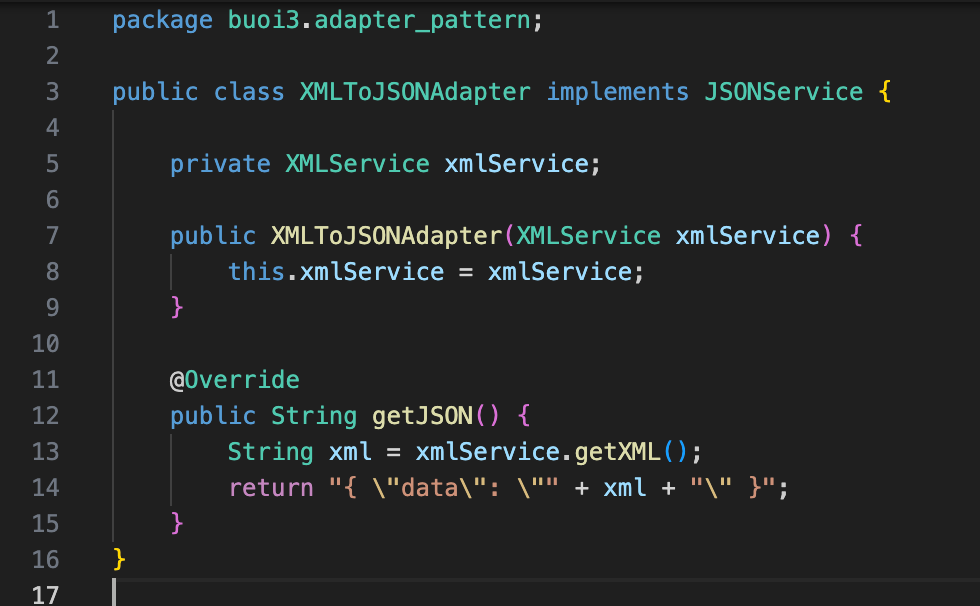 1 package buoi3.adapter_pattern;
2
3 public class XMLToJSONAdapter implements JSONService {
4
5     private XMLService xmlService;
6
7     public XMLToJSONAdapter(XMLService xmlService) {
8         this.xmlService = xmlService;
9     }
10
11     @Override
12     public String getJSON() {
13         String xml = xmlService.getXML();
14         return "{ \"data\": \"" + xml + "\" }";
15     }
16 }
17